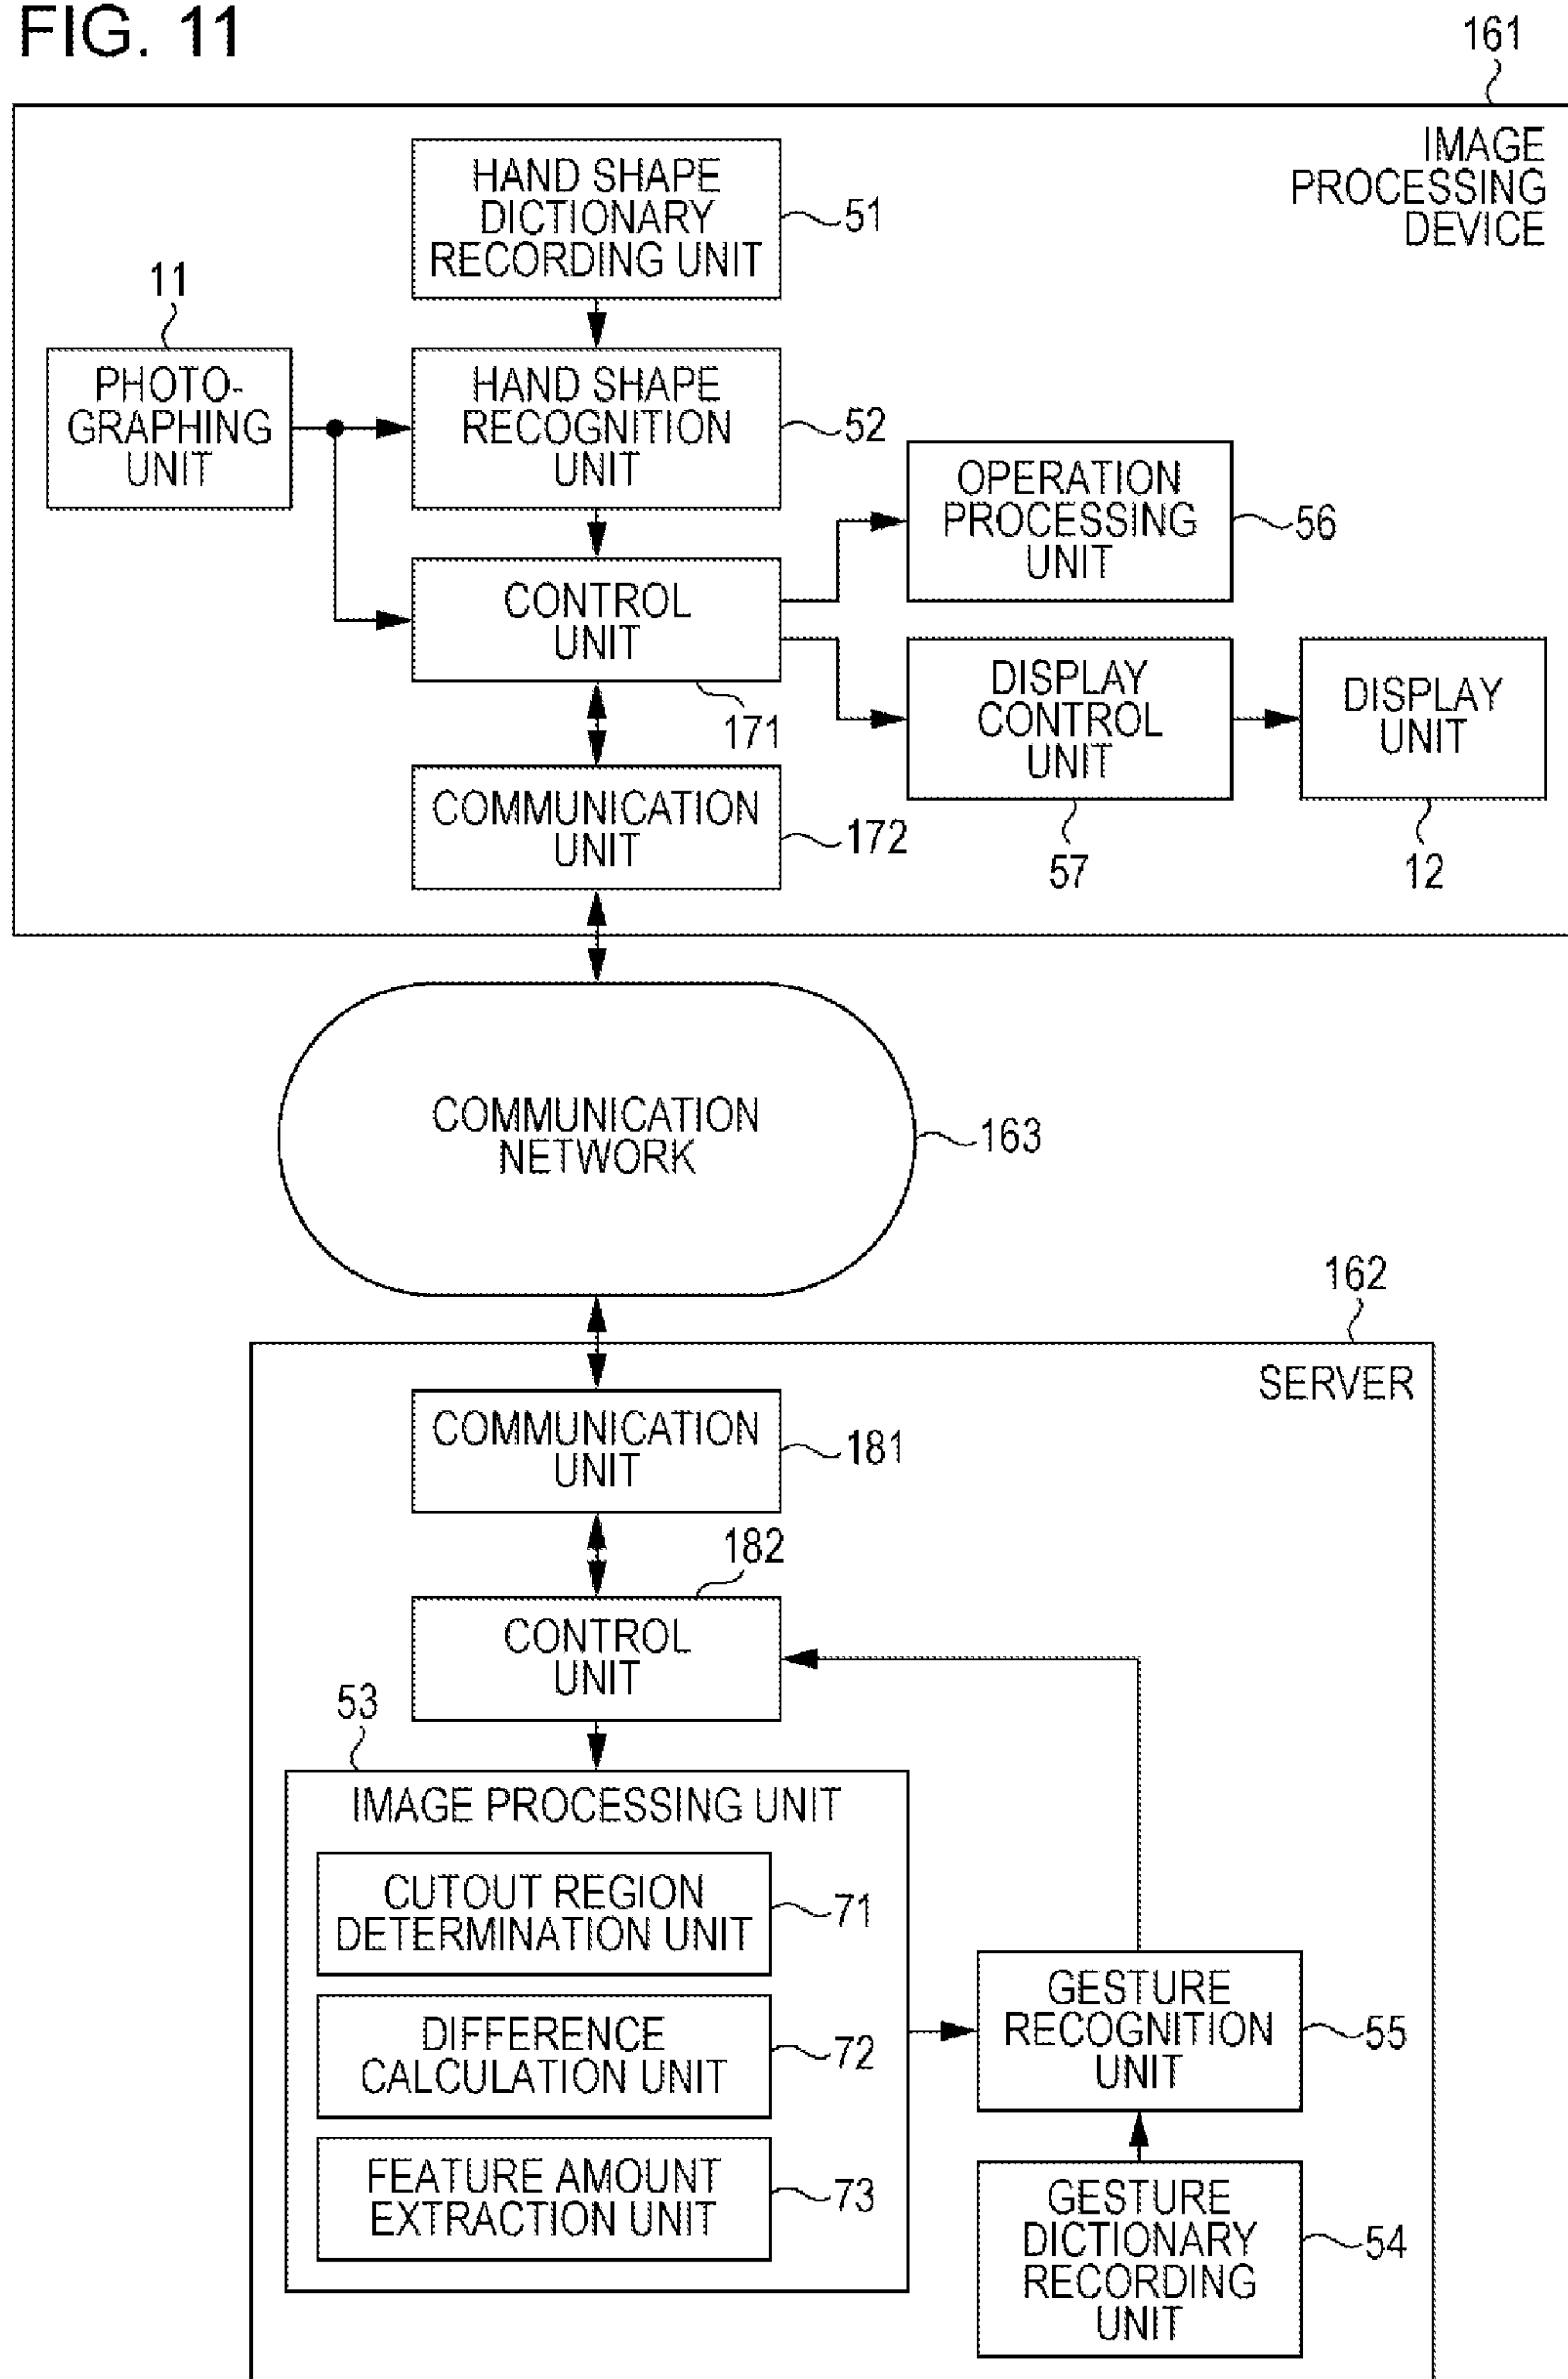 FIG. 11
161
IMAGE
PROCESSING
DEVICE
HAND SHAPE
DICTIONARY
RECORDING UNIT
51
11
PHOTO-
GRAPHING
UNIT
HAND SHAPE
RECOGNITION
UNIT
52
OPERATION
PROCESSING
UNIT
56
CONTROL
UNIT
171
DISPLAY
CONTROL
UNIT
57
DISPLAY
UNIT
12
COMMUNICATION
UNIT
172
COMMUNICATION
NETWORK
163
162
SERVER
COMMUNICATION
UNIT
181
182
CONTROL
UNIT
53
IMAGE PROCESSING UNIT
CUTOUT REGION
DETERMINATION UNIT
71
DIFFERENCE
CALCULATION UNIT
72
FEATURE AMOUNT
EXTRACTION UNIT
73
GESTURE
RECOGNITION
UNIT
55
GESTURE
DICTIONARY
RECORDING
UNIT
54